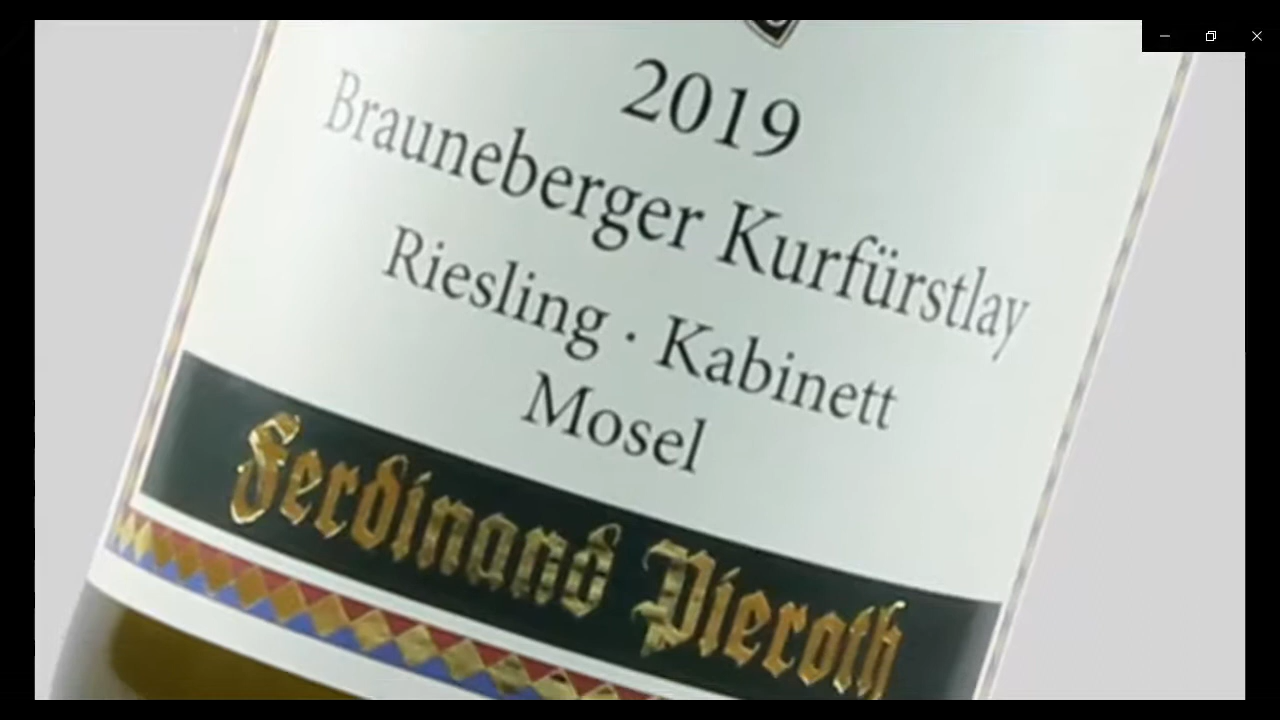 2019
Brauneberger Kurfürstlay
Riesling · Kabinett
Mosel
Ferdinand Pieroth